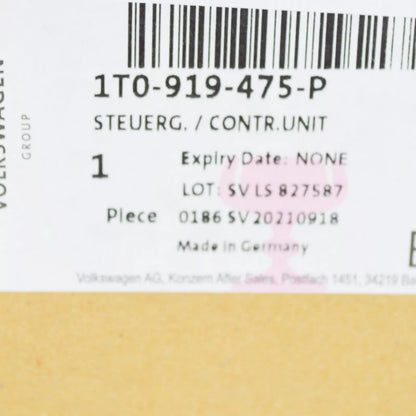 VOLKSWAGEN
GROUP
1T0-919-475-P
STEUERG. / CONTR.UNIT
1
Expiry Date: NONE
LOT: SV LS 827587
Piece 0186 SV20210918
Made in Germany
Volkswagen AG, Konzern After Sales, Postfach 1451, 34219